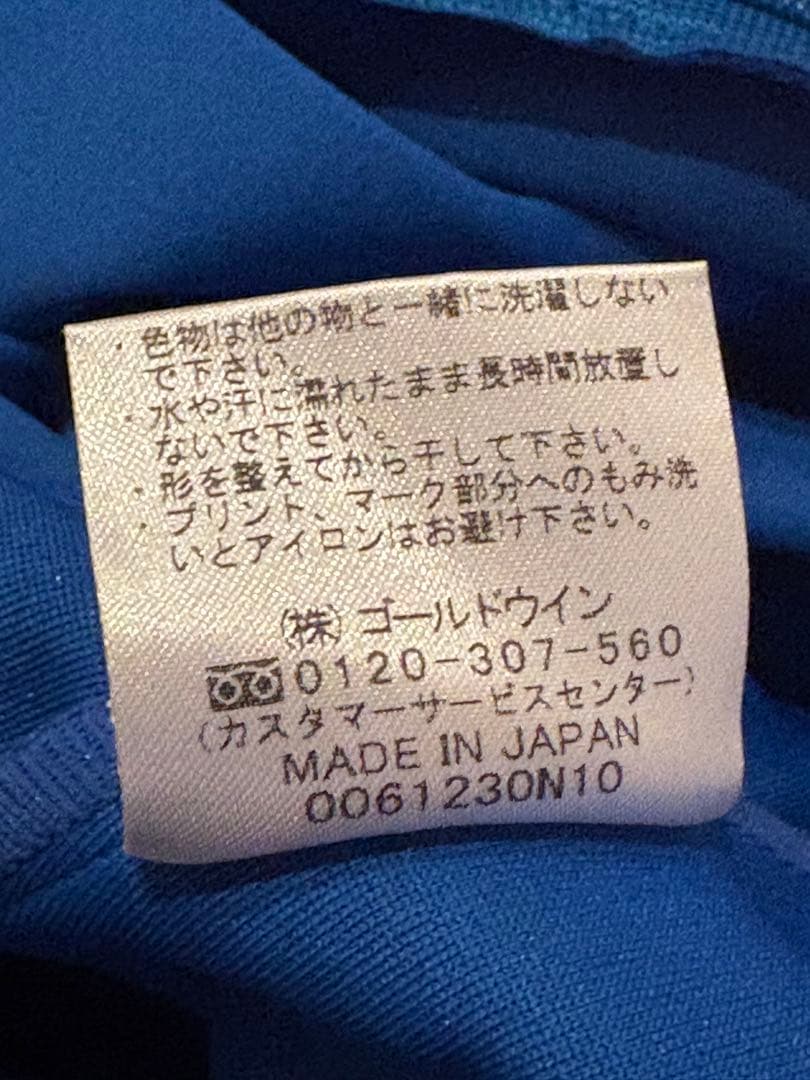 ・色物は他の物と一緒に洗濯しない
で下さい。
・水や汗に濡れたまま長時間放置し
ないで下さい。
・形を整えてから干して下さい。
・プリント、マーク部分へのもみ洗
いとアイロンはお避け下さい。
(株)ゴールドウイン
0120-307-560
(カスタマーサービスセンター)
MADE IN JAPAN
0061230N10